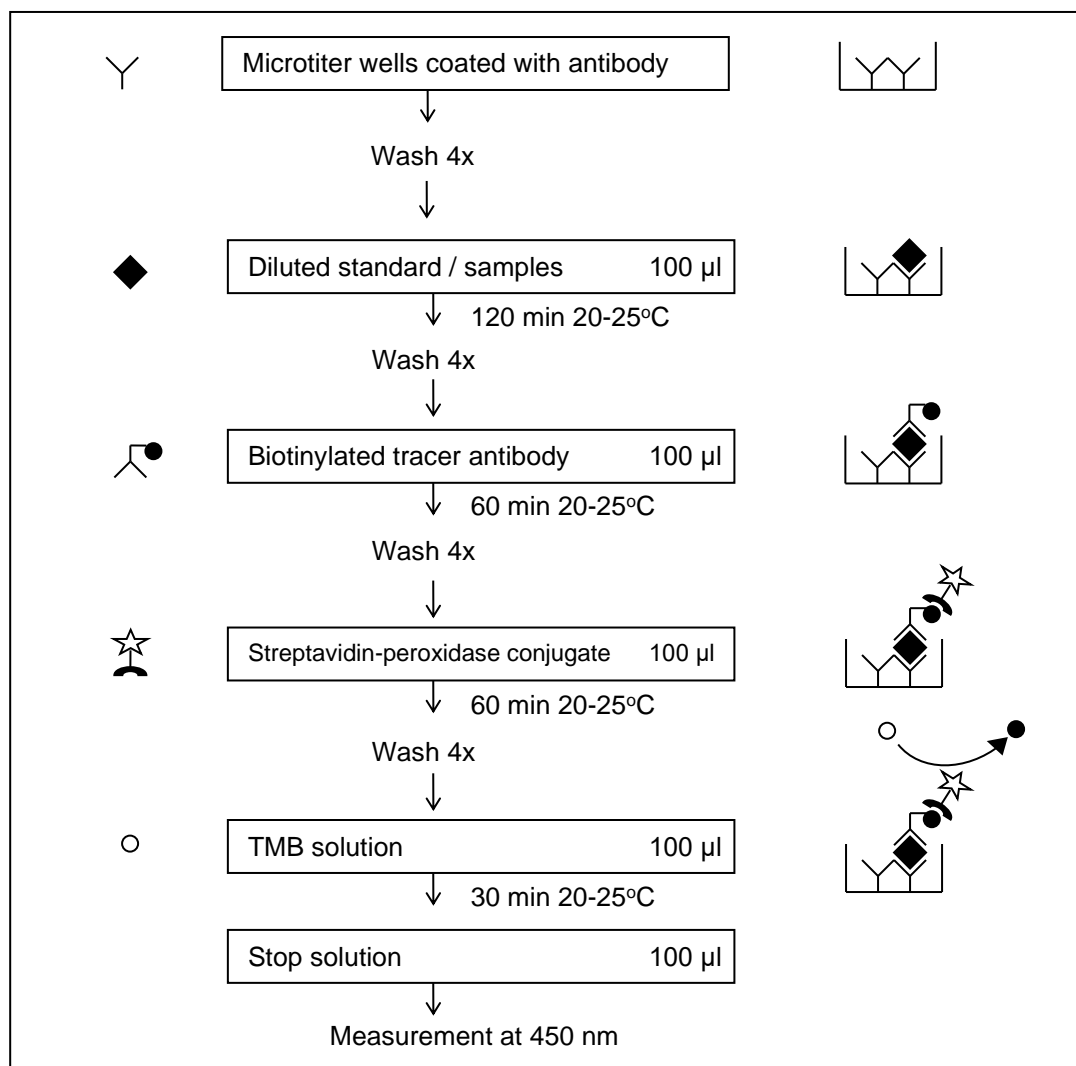 Microtiter wells coated with antibody
Wash 4x
Diluted standard / samples 100 µl
120 min 20-25°C
Wash 4x
Biotinylated tracer antibody 100 µl
60 min 20-25°C
Wash 4x
Streptavidin-peroxidase conjugate 100 µl
60 min 20-25°C
Wash 4x
TMB solution 100 µl
30 min 20-25°C
Stop solution 100 µl
Measurement at 450 nm